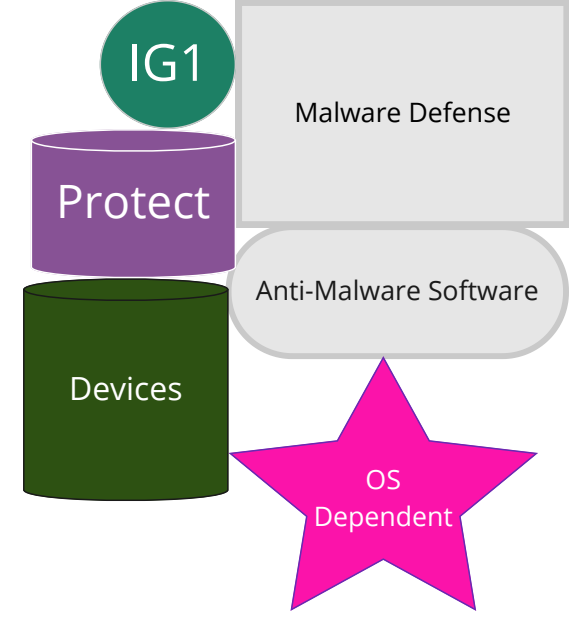 IG1
Malware Defense
Protect
Anti-Malware Software
Devices
OS
Dependent